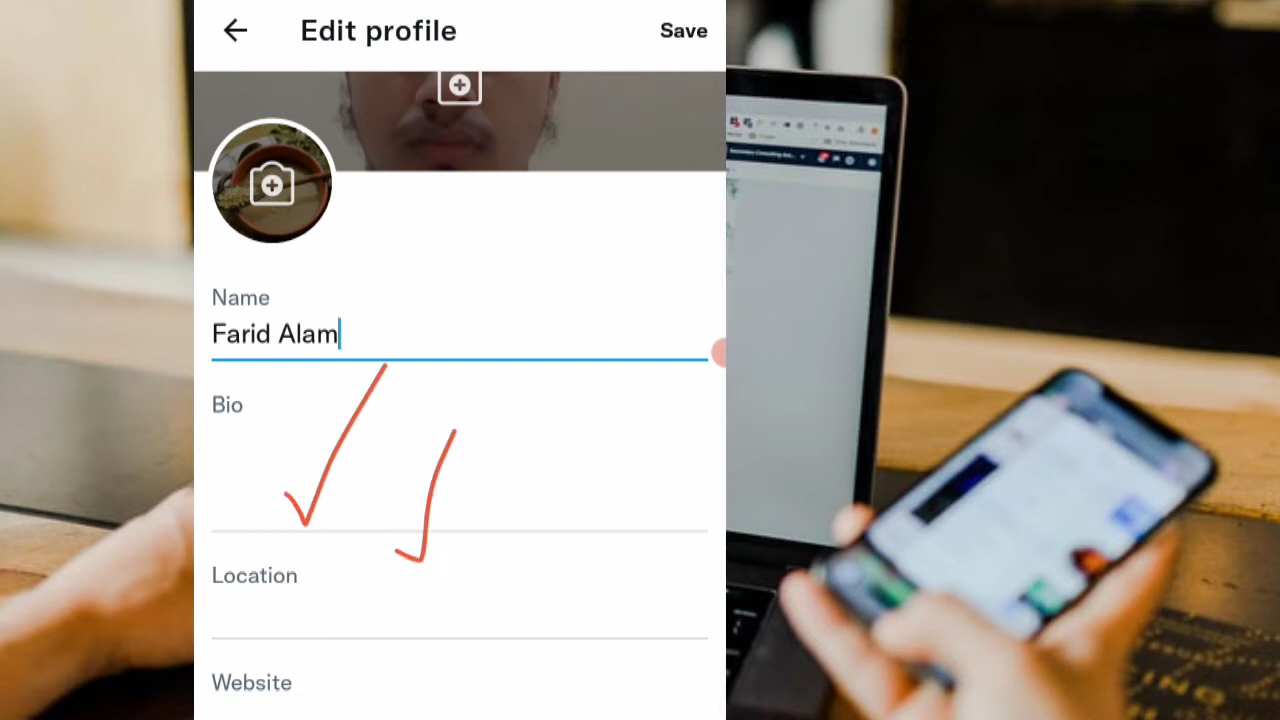 Edit profile
Save
Name
Farid Alam
Bio
Location
Website